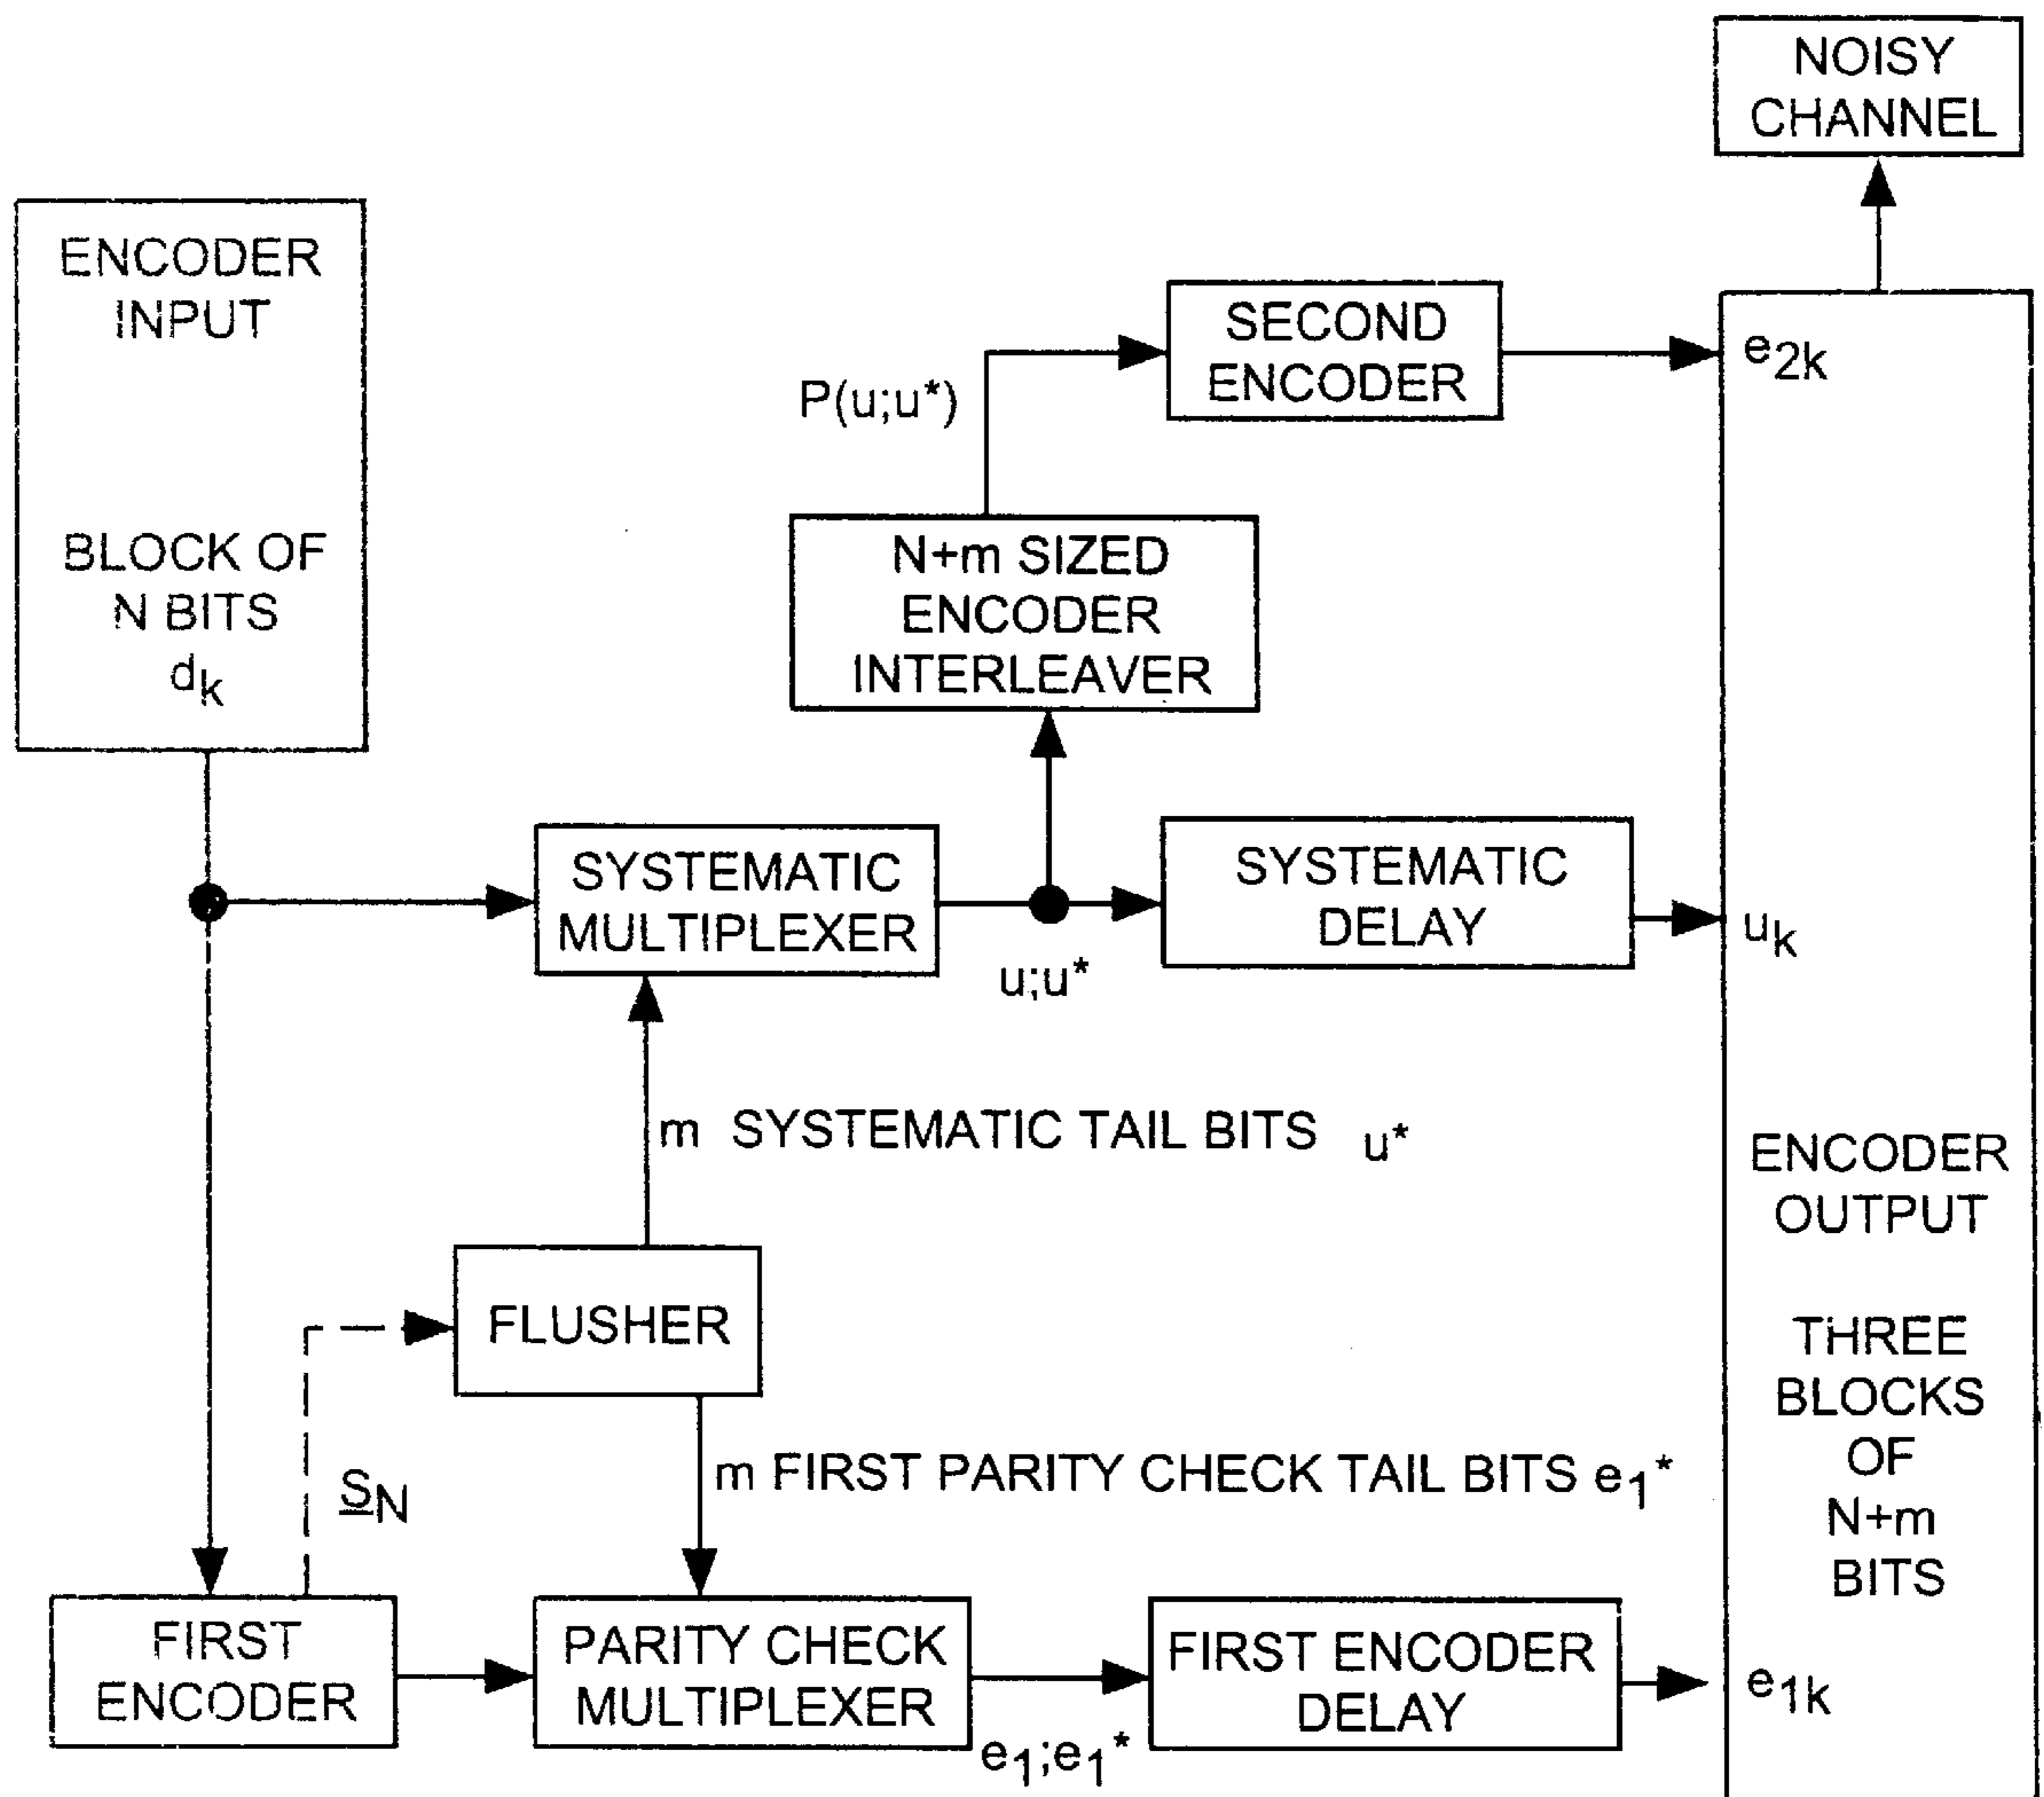 NOISY
CHANNEL
ENCODER
INPUT
BLOCK OF
N BITS
dk
SECOND
ENCODER
e2k
P(u;u*)
N+m SIZED
ENCODER
INTERLEAVER
SYSTEMATIC
MULTIPLEXER
u;u*
SYSTEMATIC
DELAY
uk
m SYSTEMATIC TAIL BITS u*
ENCODER
OUTPUT
THREE
BLOCKS
OF
N+m
BITS
FLUSHER
SN
m FIRST PARITY CHECK TAIL BITS e1*
FIRST
ENCODER
PARITY CHECK
MULTIPLEXER
e1;e1*
FIRST ENCODER
DELAY
e1k